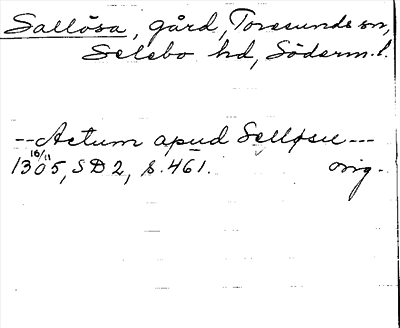 Sallösa, gård, Toresunds sn,
Selebo hd, Söderm.l.
-- Actum apud Selløsu ---
16/11
1305, SD 2, s. 461. orig.